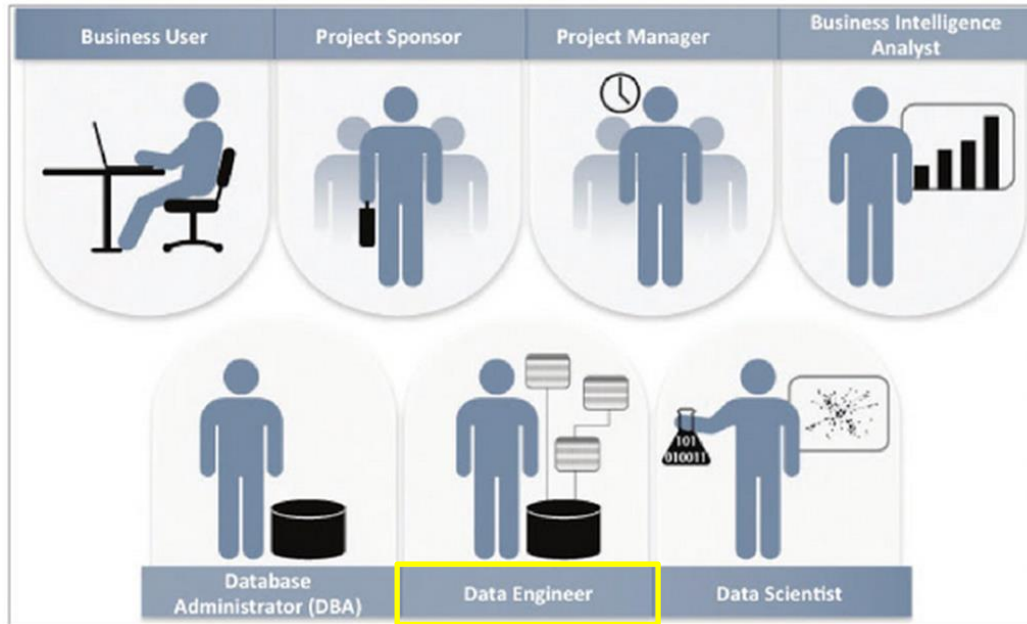 Business User
Project Sponsor
Project Manager
Business Intelligence
Analyst
101
010011
Database
Administrator (DBA)
Data Engineer
Data Scientist